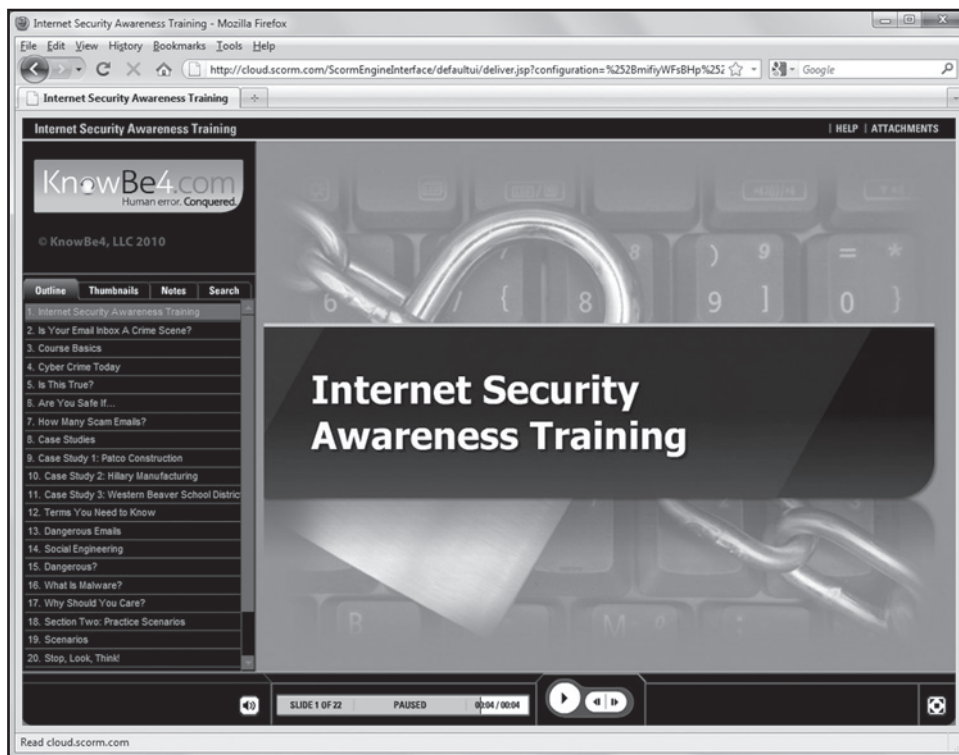 Internet Security Awareness Training - Mozilla Firefox
File Edit View History Bookmarks Tools Help
http://cloud.scorm.com/ScormEngineInterface/defaultui/deliver.jsp?configuration=%252BmifiyWFsBHp%252
Google
Internet Security Awareness Training
Internet Security Awareness Training
| HELP | ATTACHMENTS
KnowBe4.com
Human error. Conquered.
© KnowBe4, LLC 2010
Outline Thumbnails Notes Search
1. Internet Security Awareness Training
2. Is Your Email Inbox A Crime Scene?
3. Course Basics
4. Cyber Crime Today
5. Is This True?
6. Are You Safe If...
7. How Many Scam Emails?
8. Case Studies
9. Case Study 1: Patco Construction
10. Case Study 2: Hillary Manufacturing
11. Case Study 3: Western Beaver School Distric
12. Terms You Need to Know
13. Dangerous Emails
14. Social Engineering
15. Dangerous?
16. What Is Malware?
17. Why Should You Care?
18. Section Two: Practice Scenarios
19. Scenarios
20. Stop, Look, Think!
8 ) 9 = *
6 / { 8 9 ] 0 }
Internet Security
Awareness Training
B M
SLIDE 1 OF 22 PAUSED 00:04 / 00:04
Read cloud.scorm.com